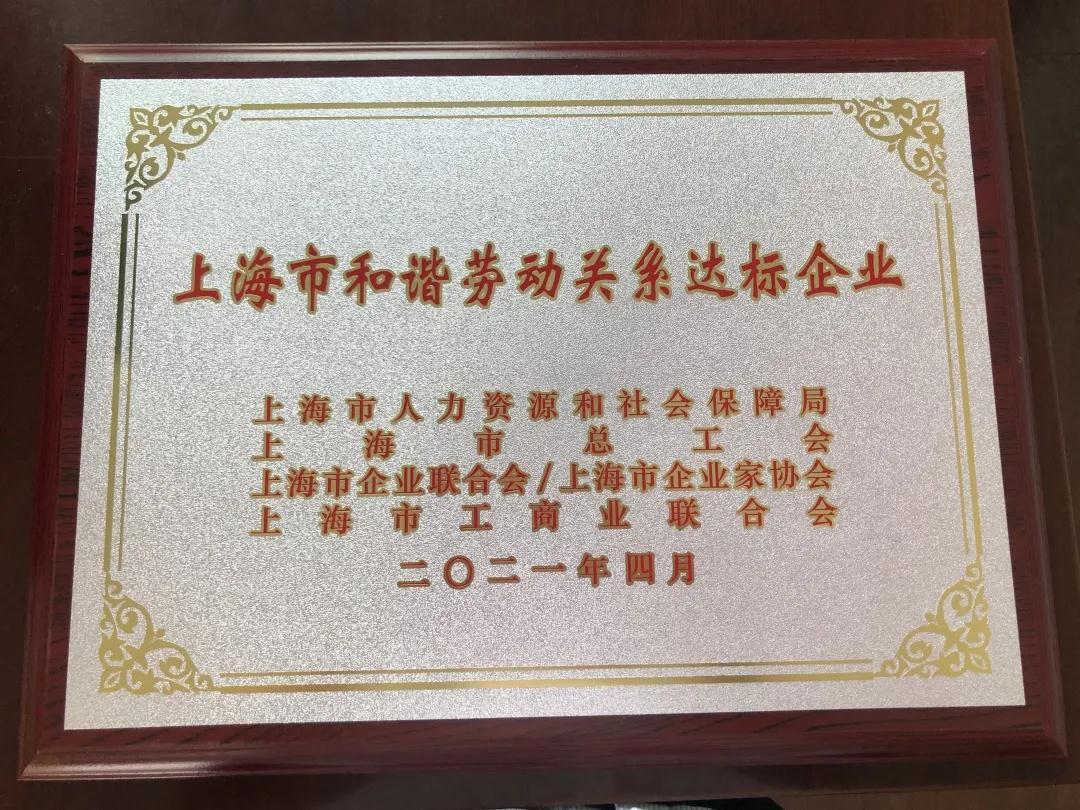 上海市和谐劳动关系达标企业
上海市人力资源和社会保障局
上海市总工会
上海市企业联合会/上海市企业家协会
上海市工商业联合会
二〇二一年四月